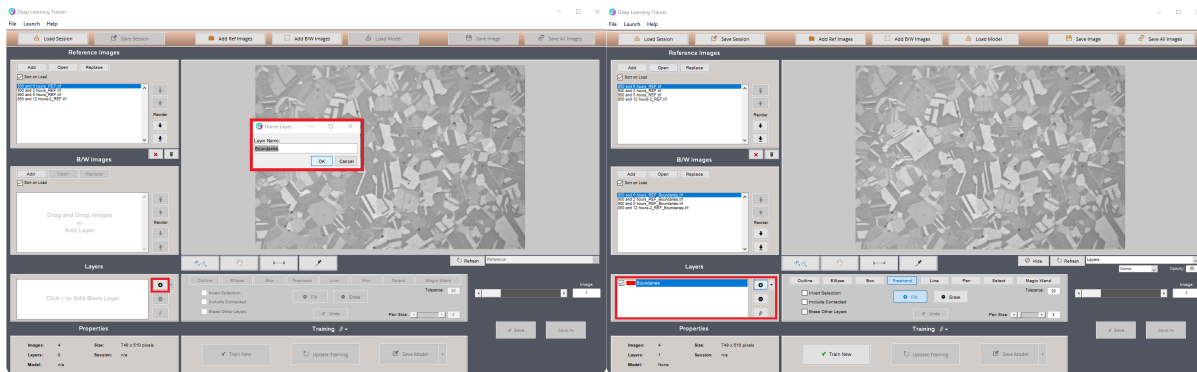 Deep Learning Trainer
File Launch Help
Load Session Save Session Add Ref Images Add B/W Images Load Model Save Image Save All Images
Reference Images
Add Open Replace
Sort on Load
900 and 2 hours_REF.tif
900 and 5 hours_REF.tif
850 and 12 hours-2_REF.tif
Reorder
B/W Images
Add Open Replace
Sort on Load
Drag and Drop Images
or
Add Layer
Reorder
Name Layer
Layer Name:
Boundaries
OK Cancel
Refresh Reference
Layers
Click + to Add Blank Layer
Outline Ellipse Box Freehand Line Pen Select Magic Wand
Invert Selection
Include Contacted
Erase Other Layers
Fill Erase
Undo
Tolerance: 20
Pen Size: 3
Image
1
Properties
Images: 4 Size: 748 x 510 pixels
Layers: 0 Session: n/a
Model: n/a
Training
Train New Update Training Save Model
Save Save As
Deep Learning Trainer
File Launch Help
Load Session Save Session Add Ref Images Add B/W Images Load Model Save Image Save All Images
Reference Images
Add Open Replace
Sort on Load
900 and 2 hours_REF.tif
900 and 5 hours_REF.tif
850 and 12 hours-2_REF.tif
Reorder
B/W Images
Add Open Replace
Sort on Load
900 and 2 hours_REF_Boundaries.tif
900 and 5 hours_REF_Boundaries.tif
850 and 12 hours-2_REF_Boundaries.tif
Reorder
Hide Refresh Layers
Overlay Opacity: 50
Layers
Boundaries
Outline Ellipse Box Freehand Line Pen Select Magic Wand
Invert Selection
Include Contacted
Erase Other Layers
Fill Erase
Undo
Tolerance: 20
Pen Size: 3
Image
1
Properties
Images: 4 Size: 748 x 510 pixels
Layers: 1 Session: n/a
Model: None
Training
Train New Update Training Save Model
Save Save As